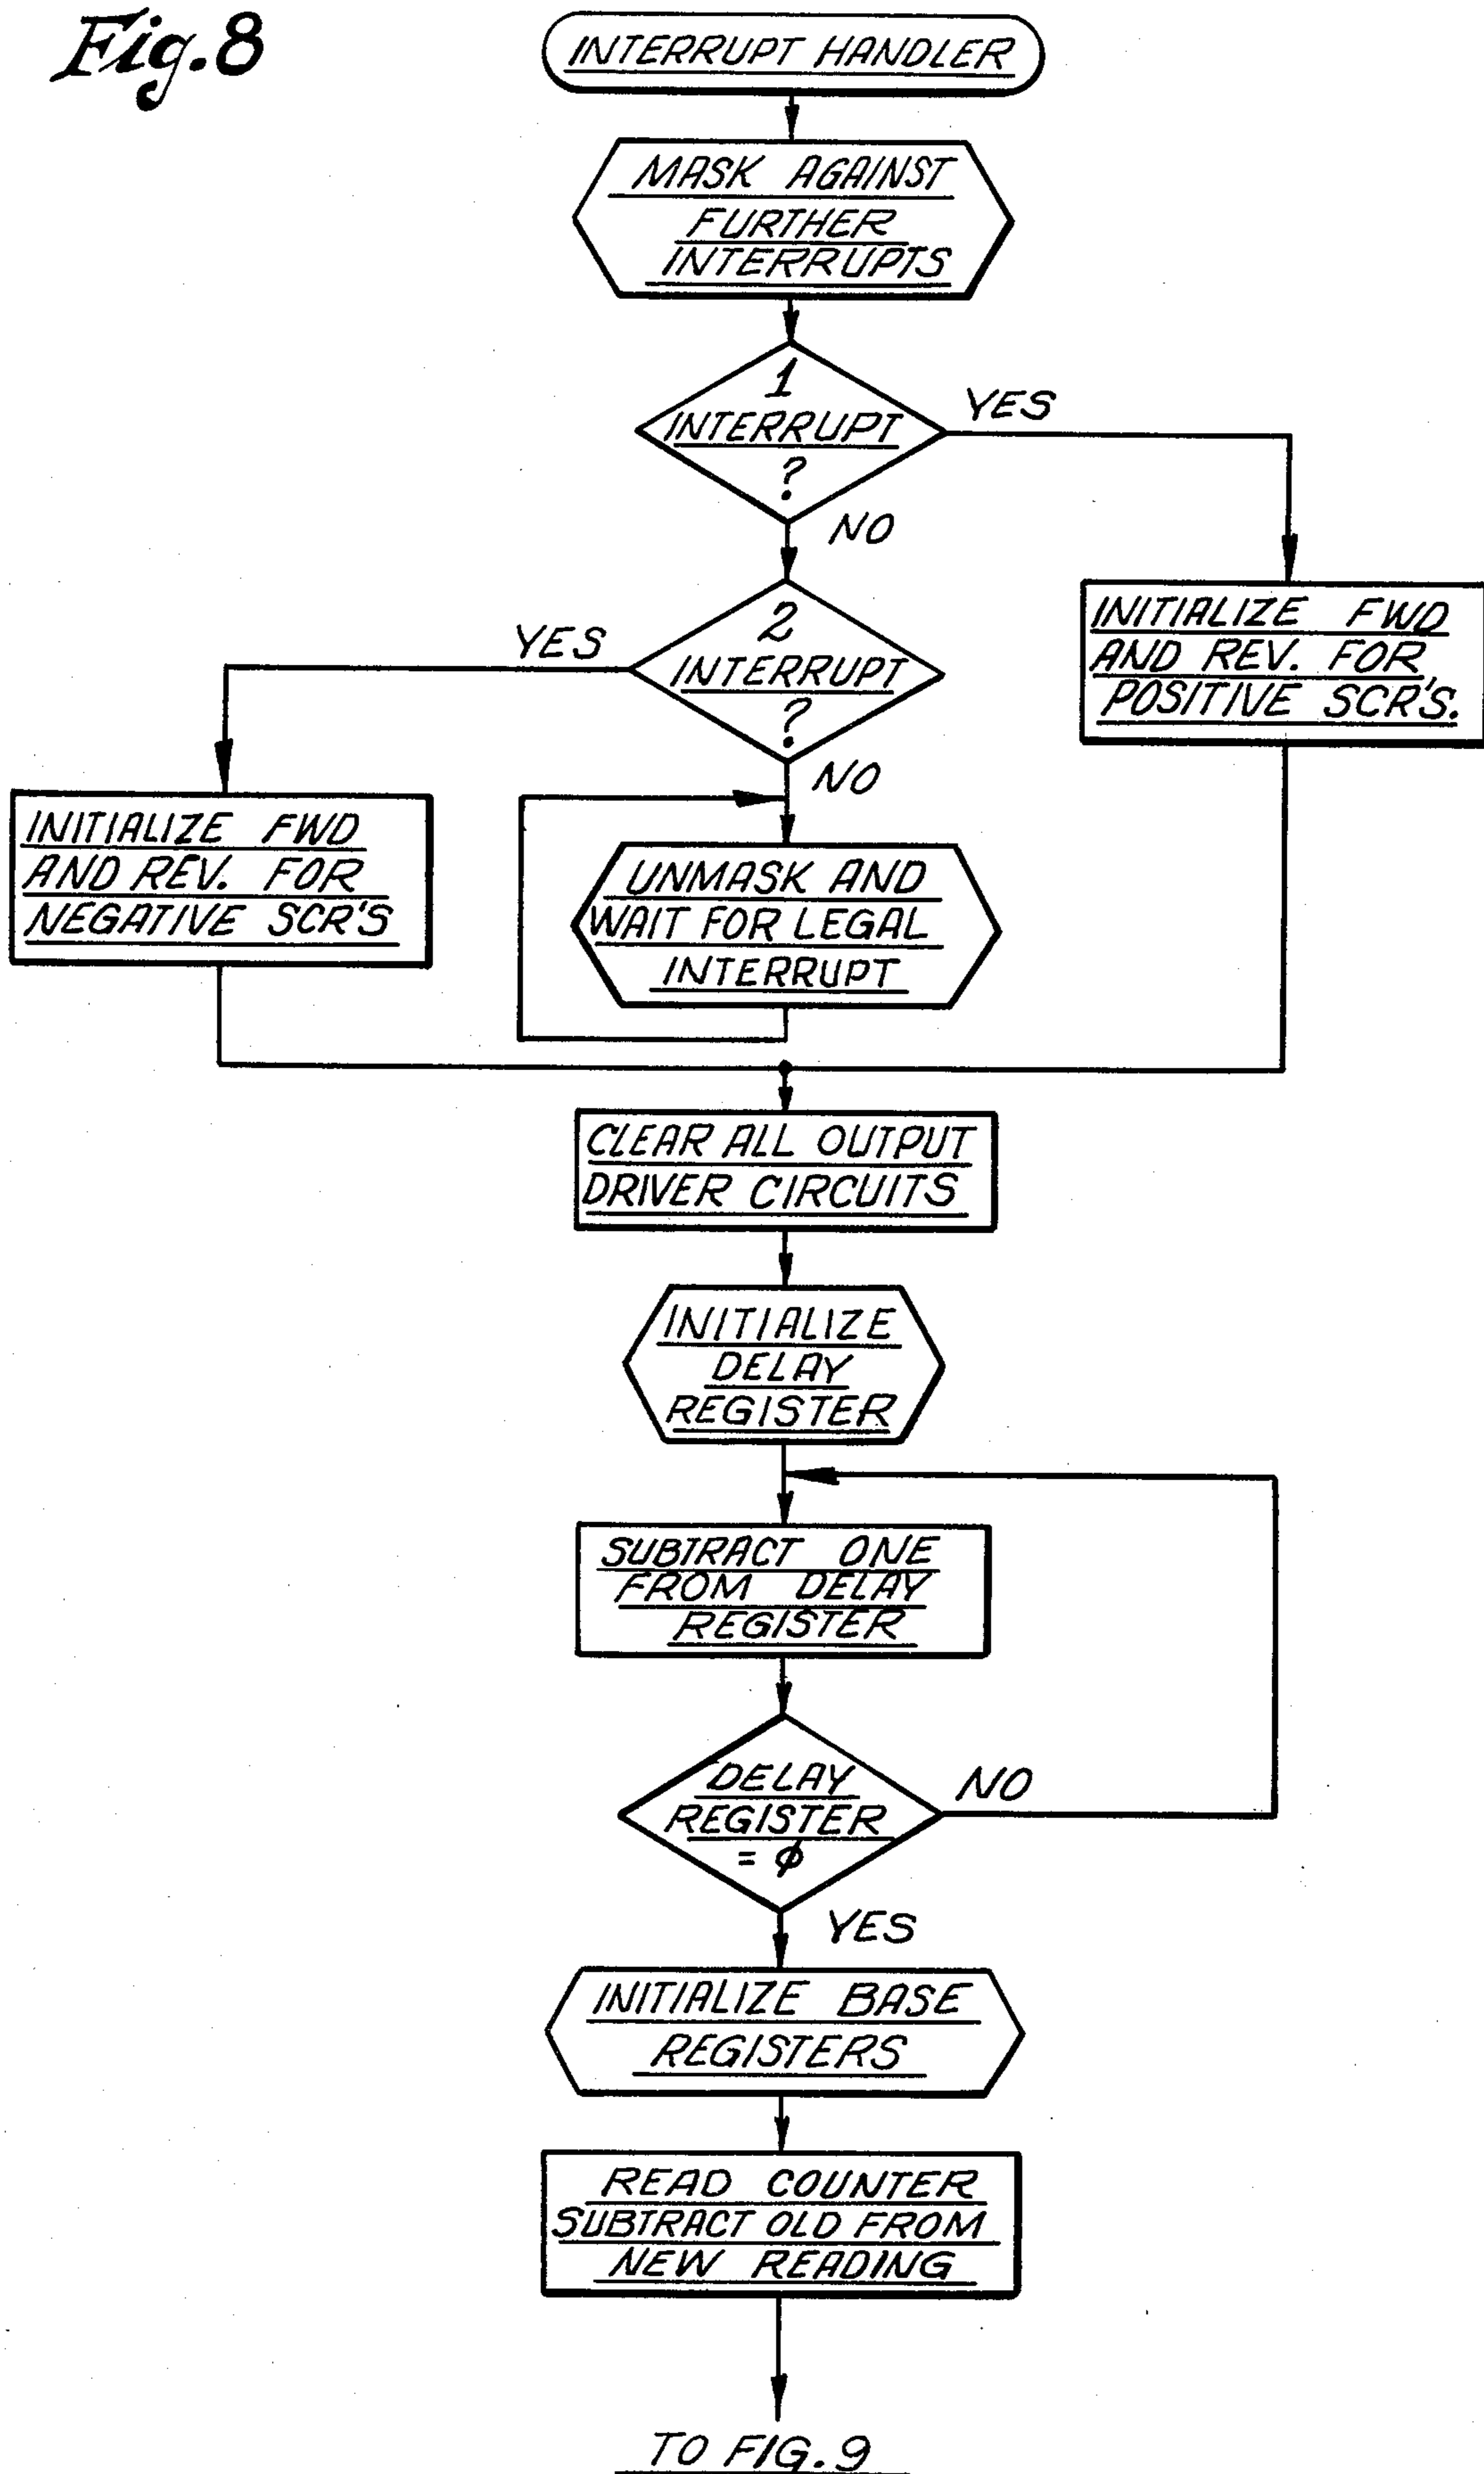 Fig. 8
INTERRUPT HANDLER
MASK AGAINST
FURTHER
INTERRUPTS
1
INTERRUPT
?
YES
NO
INITIALIZE FWD
AND REV. FOR
POSITIVE SCR'S.
2
INTERRUPT
?
YES
NO
INITIALIZE FWD
AND REV. FOR
NEGATIVE SCR'S
UNMASK AND
WAIT FOR LEGAL
INTERRUPT
CLEAR ALL OUTPUT
DRIVER CIRCUITS
INITIALIZE
DELAY
REGISTER
SUBTRACT ONE
FROM DELAY
REGISTER
DELAY
REGISTER
= ϕ
NO
YES
INITIALIZE BASE
REGISTERS
READ COUNTER
SUBTRACT OLD FROM
NEW READING
TO FIG. 9